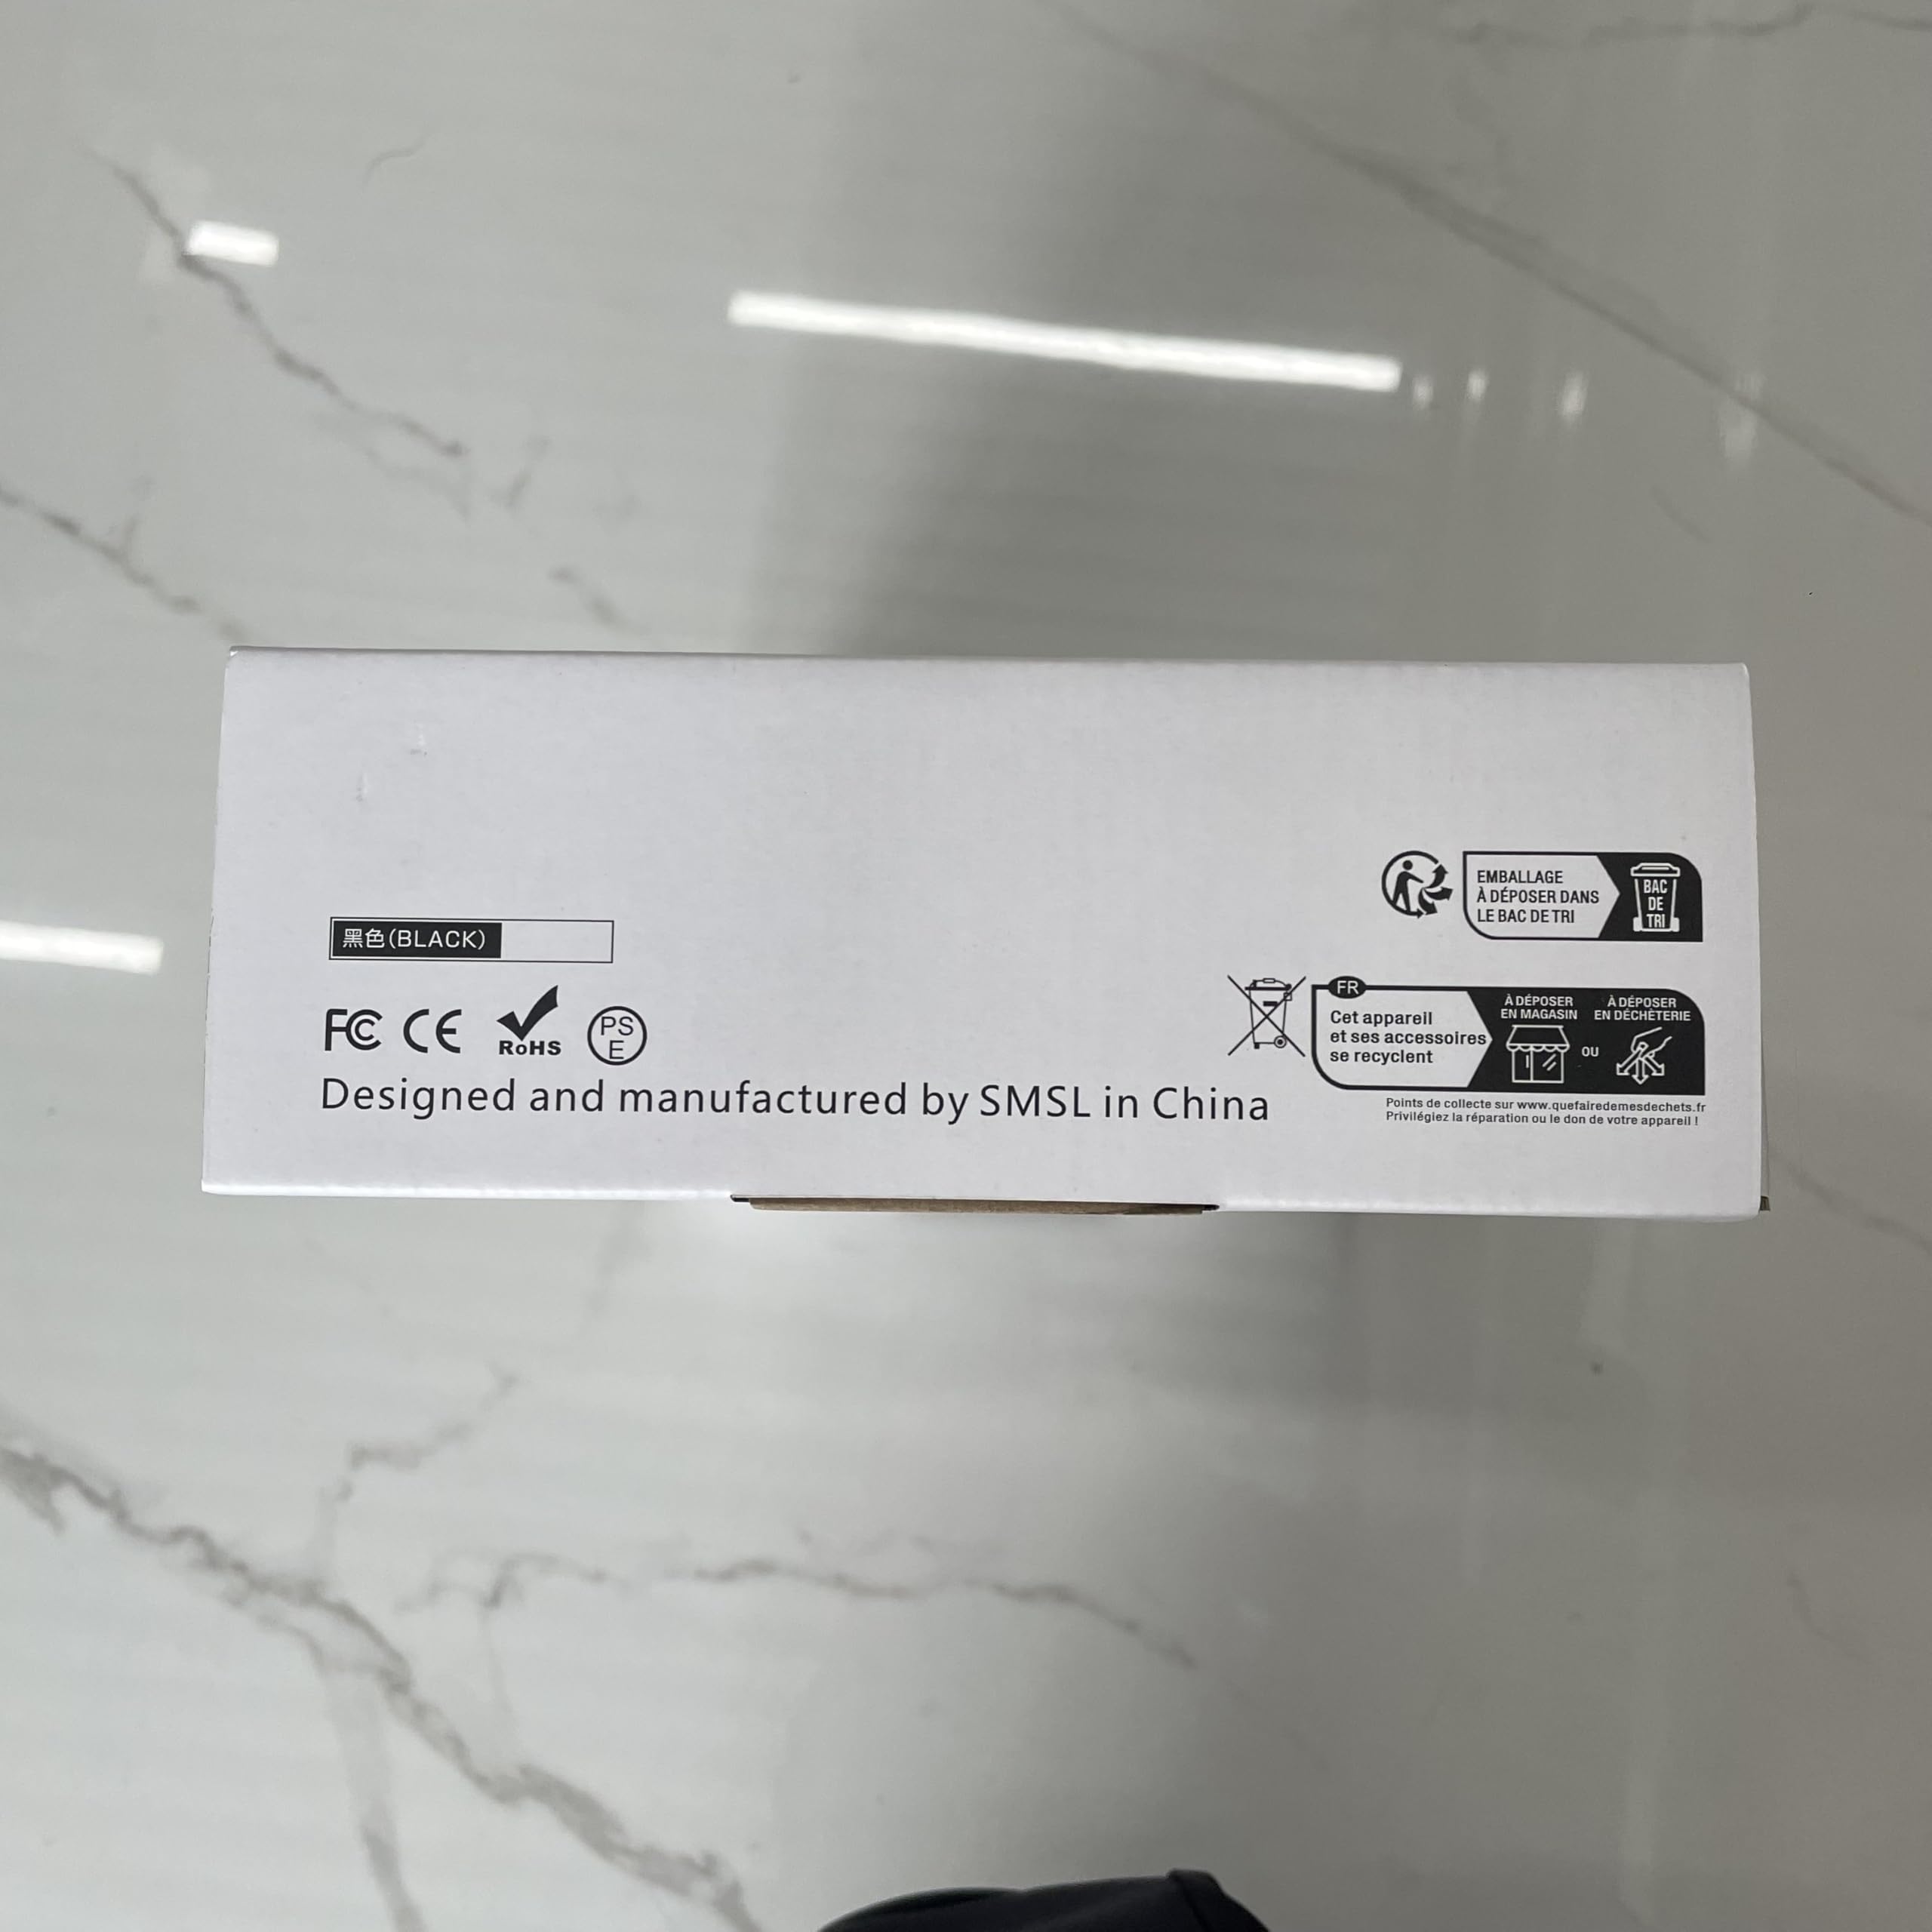 黑色(BLACK)
FC CE RoHS PS
E
Designed and manufactured by SMSL in China
EMBALLAGE
À DÉPOSER DANS
LE BAC DE TRI
BAC
DE
TRI
FR
Cet appareil
et ses accessoires
se recyclent
À DÉPOSER
EN MAGASIN
OU
À DÉPOSER
EN DÉCHÈTERIE
Points de collecte sur www.quefairedemesdechets.fr
Privilégiez la réparation ou le don de votre appareil !